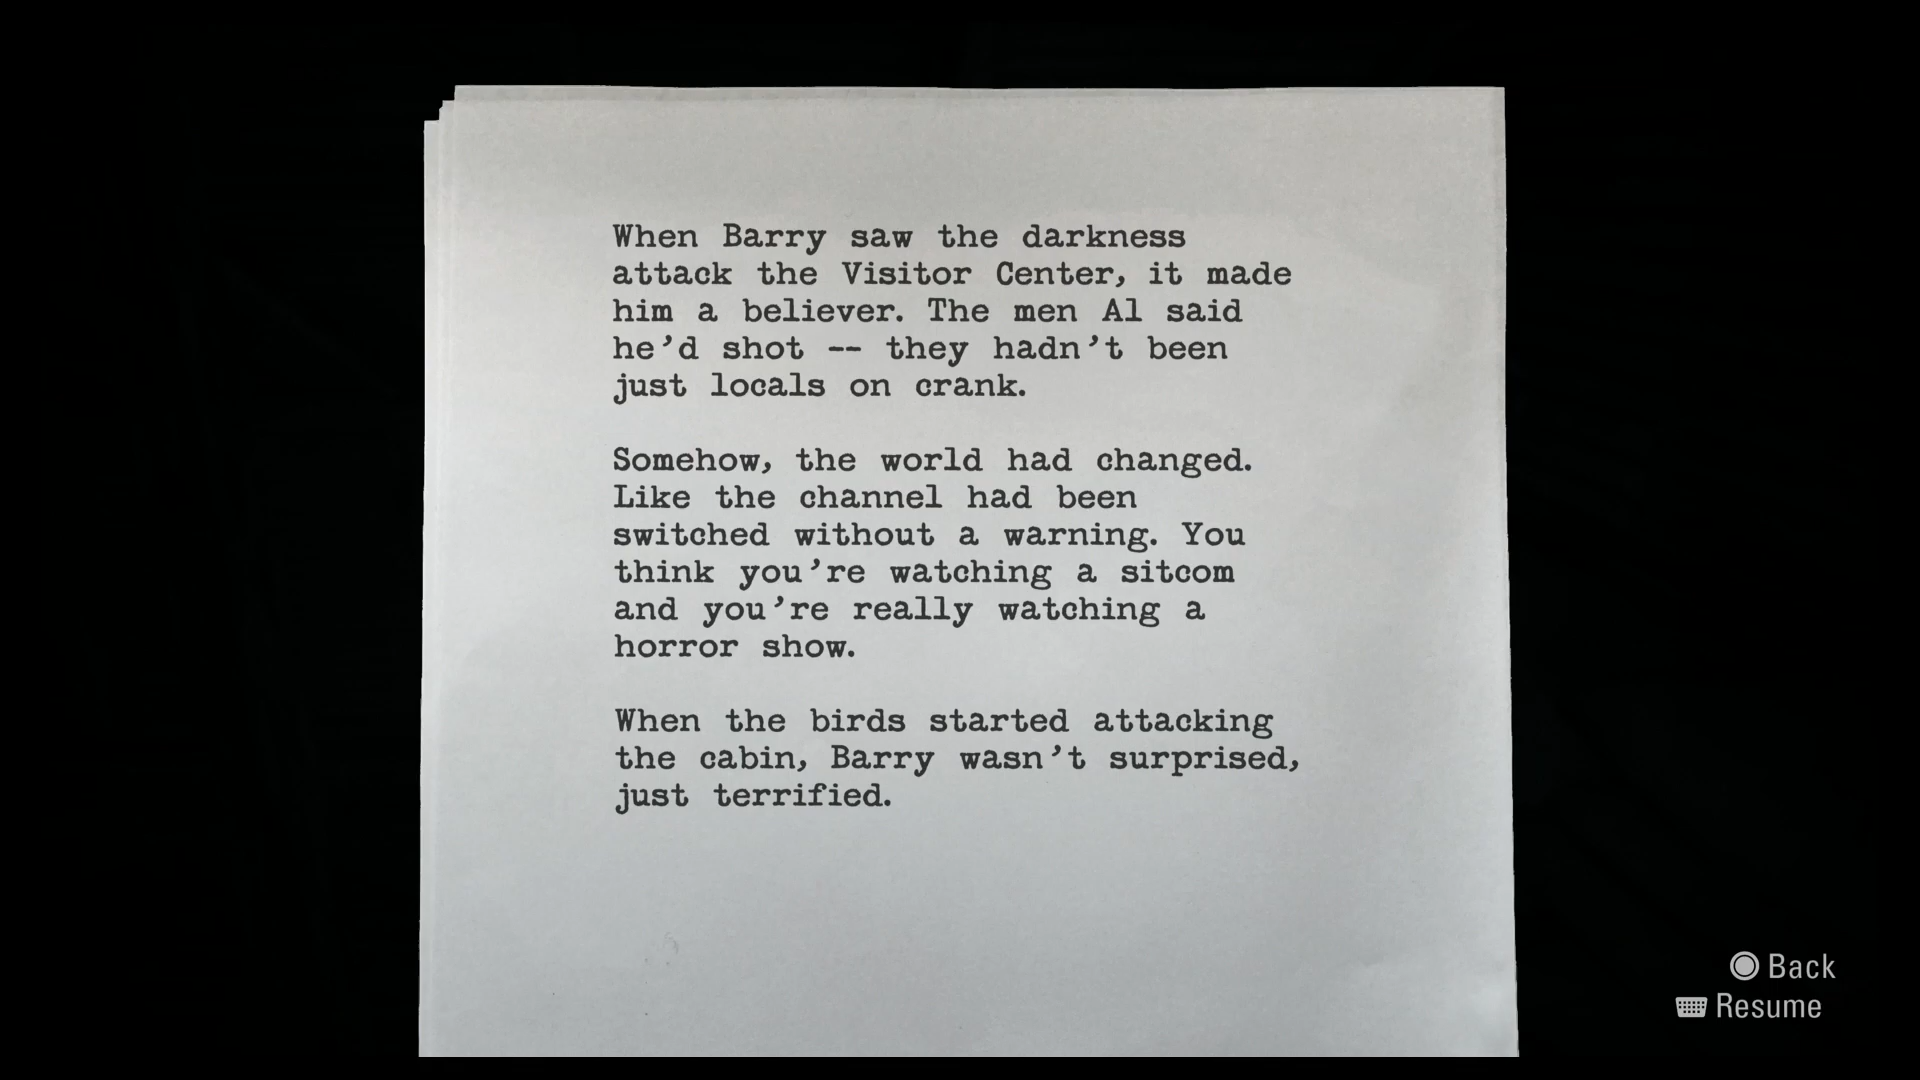 When Barry saw the darkness
attack the Visitor Center, it made
him a believer. The men Al said
he’d shot -- they hadn’t been
just locals on crank.
Somehow, the world had changed.
Like the channel had been
switched without a warning. You
think you’re watching a sitcom
and you’re really watching a
horror show.
When the birds started attacking
the cabin, Barry wasn’t surprised,
just terrified.
Back
Resume